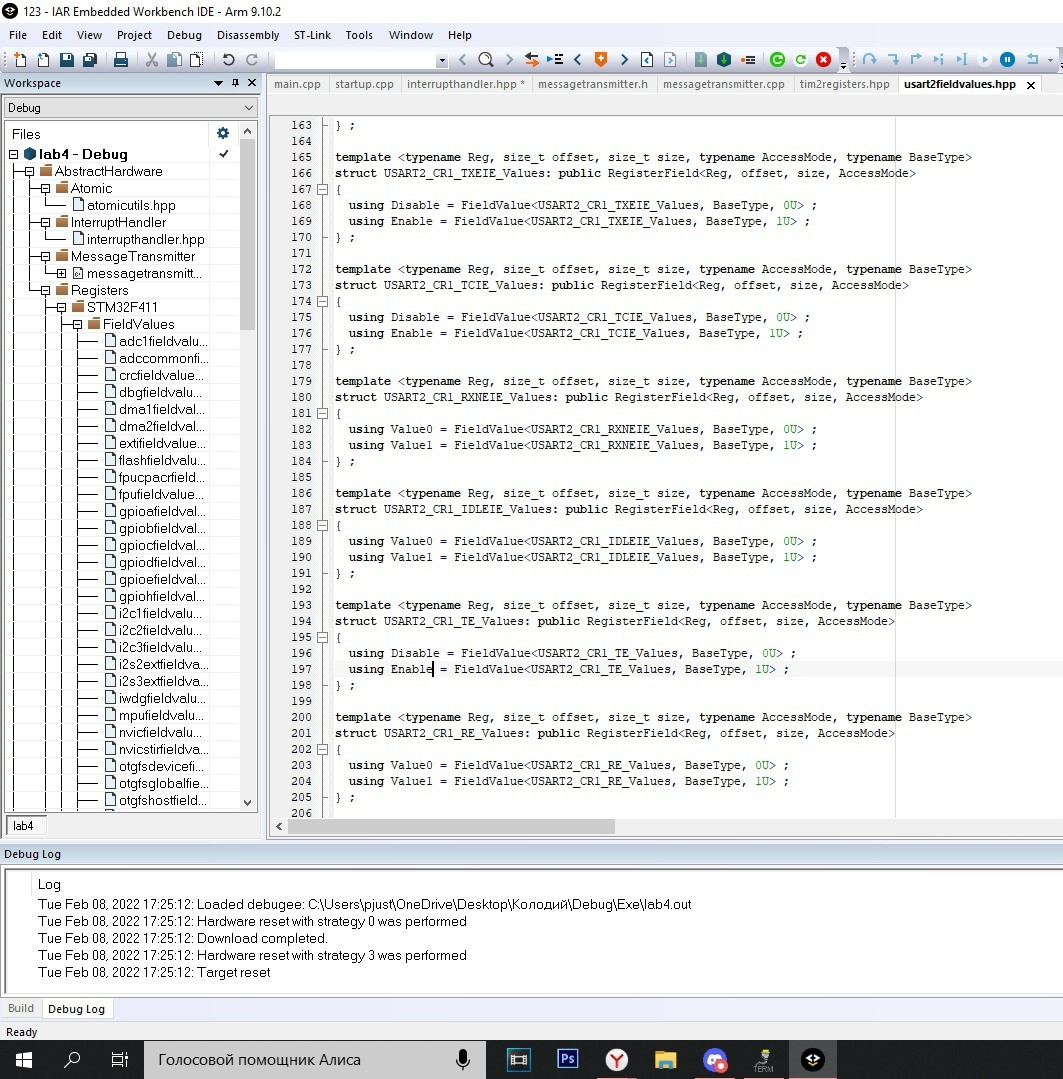 123 - IAR Embedded Workbench IDE - Arm 9.10.2
File Edit View Project Debug Disassembly ST-Link Tools Window Help
Workspace
main.cpp startup.cpp interrupthandler.hpp * messagetransmitter.h messagetransmitter.cpp tim2registers.hpp usart2fieldvalues.hpp
Debug
Files
lab4 - Debug
AbstractHardware
Atomic
atomicutils.hpp
InterruptHandler
interrupthandler.hpp
MessageTransmitter
messagetransmitt...
Registers
STM32F411
FieldValues
adc1fieldvalu...
adccommonfi...
crcfieldvalue...
dbgfieldvalu...
dma1fieldval...
dma2fieldval...
extifieldvalue...
flashfieldvalu...
fpucpacrfield...
fpufieldvalue...
gpioafieldval...
gpiobfieldval...
gpiocfieldval...
gpiodfieldval...
gpioefieldval...
gpiohfieldval...
i2c1fieldvalu...
i2c2fieldvalu...
i2c3fieldvalu...
i2s2extfieldva...
i2s3extfieldva...
iwdgfieldvalu...
mpufieldvalu...
nvicfieldvalu...
nvicstirfieldva...
otgfsdevicefi...
otgfsglobalfie...
otgfshostfield...
lab4
163 } ;
164
165 template <typename Reg, size_t offset, size_t size, typename AccessMode, typename BaseType>
166 struct USART2_CR1_TXEIE_Values: public RegisterField<Reg, offset, size, AccessMode>
167 {
168 using Disable = FieldValue<USART2_CR1_TXEIE_Values, BaseType, 0U> ;
169 using Enable = FieldValue<USART2_CR1_TXEIE_Values, BaseType, 1U> ;
170 } ;
171
172 template <typename Reg, size_t offset, size_t size, typename AccessMode, typename BaseType>
173 struct USART2_CR1_TCIE_Values: public RegisterField<Reg, offset, size, AccessMode>
174 {
175 using Disable = FieldValue<USART2_CR1_TCIE_Values, BaseType, 0U> ;
176 using Enable = FieldValue<USART2_CR1_TCIE_Values, BaseType, 1U> ;
177 } ;
178
179 template <typename Reg, size_t offset, size_t size, typename AccessMode, typename BaseType>
180 struct USART2_CR1_RXNEIE_Values: public RegisterField<Reg, offset, size, AccessMode>
181 {
182 using Value0 = FieldValue<USART2_CR1_RXNEIE_Values, BaseType, 0U> ;
183 using Value1 = FieldValue<USART2_CR1_RXNEIE_Values, BaseType, 1U> ;
184 } ;
185
186 template <typename Reg, size_t offset, size_t size, typename AccessMode, typename BaseType>
187 struct USART2_CR1_IDLEIE_Values: public RegisterField<Reg, offset, size, AccessMode>
188 {
189 using Value0 = FieldValue<USART2_CR1_IDLEIE_Values, BaseType, 0U> ;
190 using Value1 = FieldValue<USART2_CR1_IDLEIE_Values, BaseType, 1U> ;
191 } ;
192
193 template <typename Reg, size_t offset, size_t size, typename AccessMode, typename BaseType>
194 struct USART2_CR1_TE_Values: public RegisterField<Reg, offset, size, AccessMode>
195 {
196 using Disable = FieldValue<USART2_CR1_TE_Values, BaseType, 0U> ;
197 using Enable = FieldValue<USART2_CR1_TE_Values, BaseType, 1U> ;
198 } ;
199
200 template <typename Reg, size_t offset, size_t size, typename AccessMode, typename BaseType>
201 struct USART2_CR1_RE_Values: public RegisterField<Reg, offset, size, AccessMode>
202 {
203 using Value0 = FieldValue<USART2_CR1_RE_Values, BaseType, 0U> ;
204 using Value1 = FieldValue<USART2_CR1_RE_Values, BaseType, 1U> ;
205 } ;
206
Debug Log
Log
Tue Feb 08, 2022 17:25:12: Loaded debugee: C:\Users\pjust\OneDrive\Desktop\Колодий\Debug\Exe\lab4.out
Tue Feb 08, 2022 17:25:12: Hardware reset with strategy 0 was performed
Tue Feb 08, 2022 17:25:12: Download completed.
Tue Feb 08, 2022 17:25:12: Hardware reset with strategy 3 was performed
Tue Feb 08, 2022 17:25:12: Target reset
Build Debug Log
Ready
Голосовой помощник Алиса
Ps
TERM